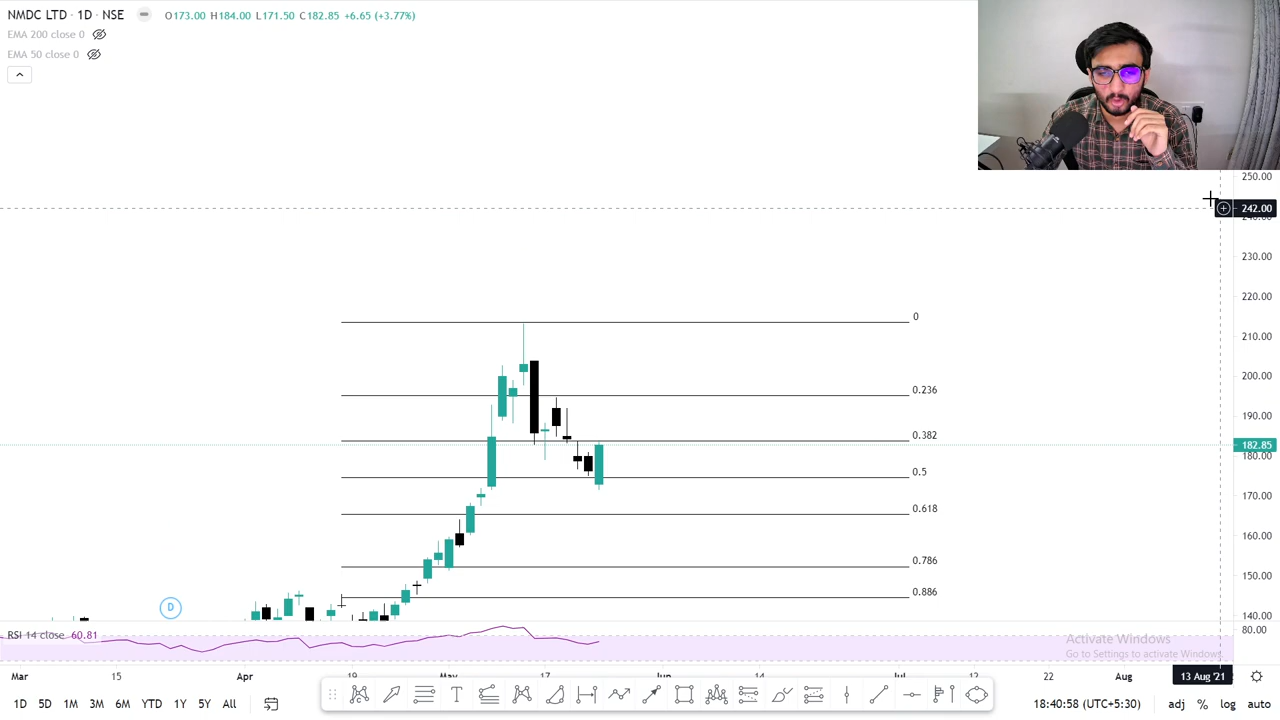 NMDC LTD · 1D · NSE O173.00 H184.00 L171.50 C182.85 +6.65 (+3.77%)
EMA 200 close 0
EMA 50 close 0
250.00
242.00
240.00
230.00
220.00
0
210.00
200.00
0.236
190.00
0.382
182.85
180.00
0.5
170.00
0.618
160.00
0.786
150.00
0.886
D
140.00
RSI 14 close 60.81
80.00
Activate Windows
Go to Settings to activate Windows.
Mar 15 Apr 19 May 17 Jun 14 Jul 12 22 Aug 13 Aug '21
1D 5D 1M 3M 6M YTD 1Y 5Y All
T
18:40:58 (UTC+5:30) adj % log auto